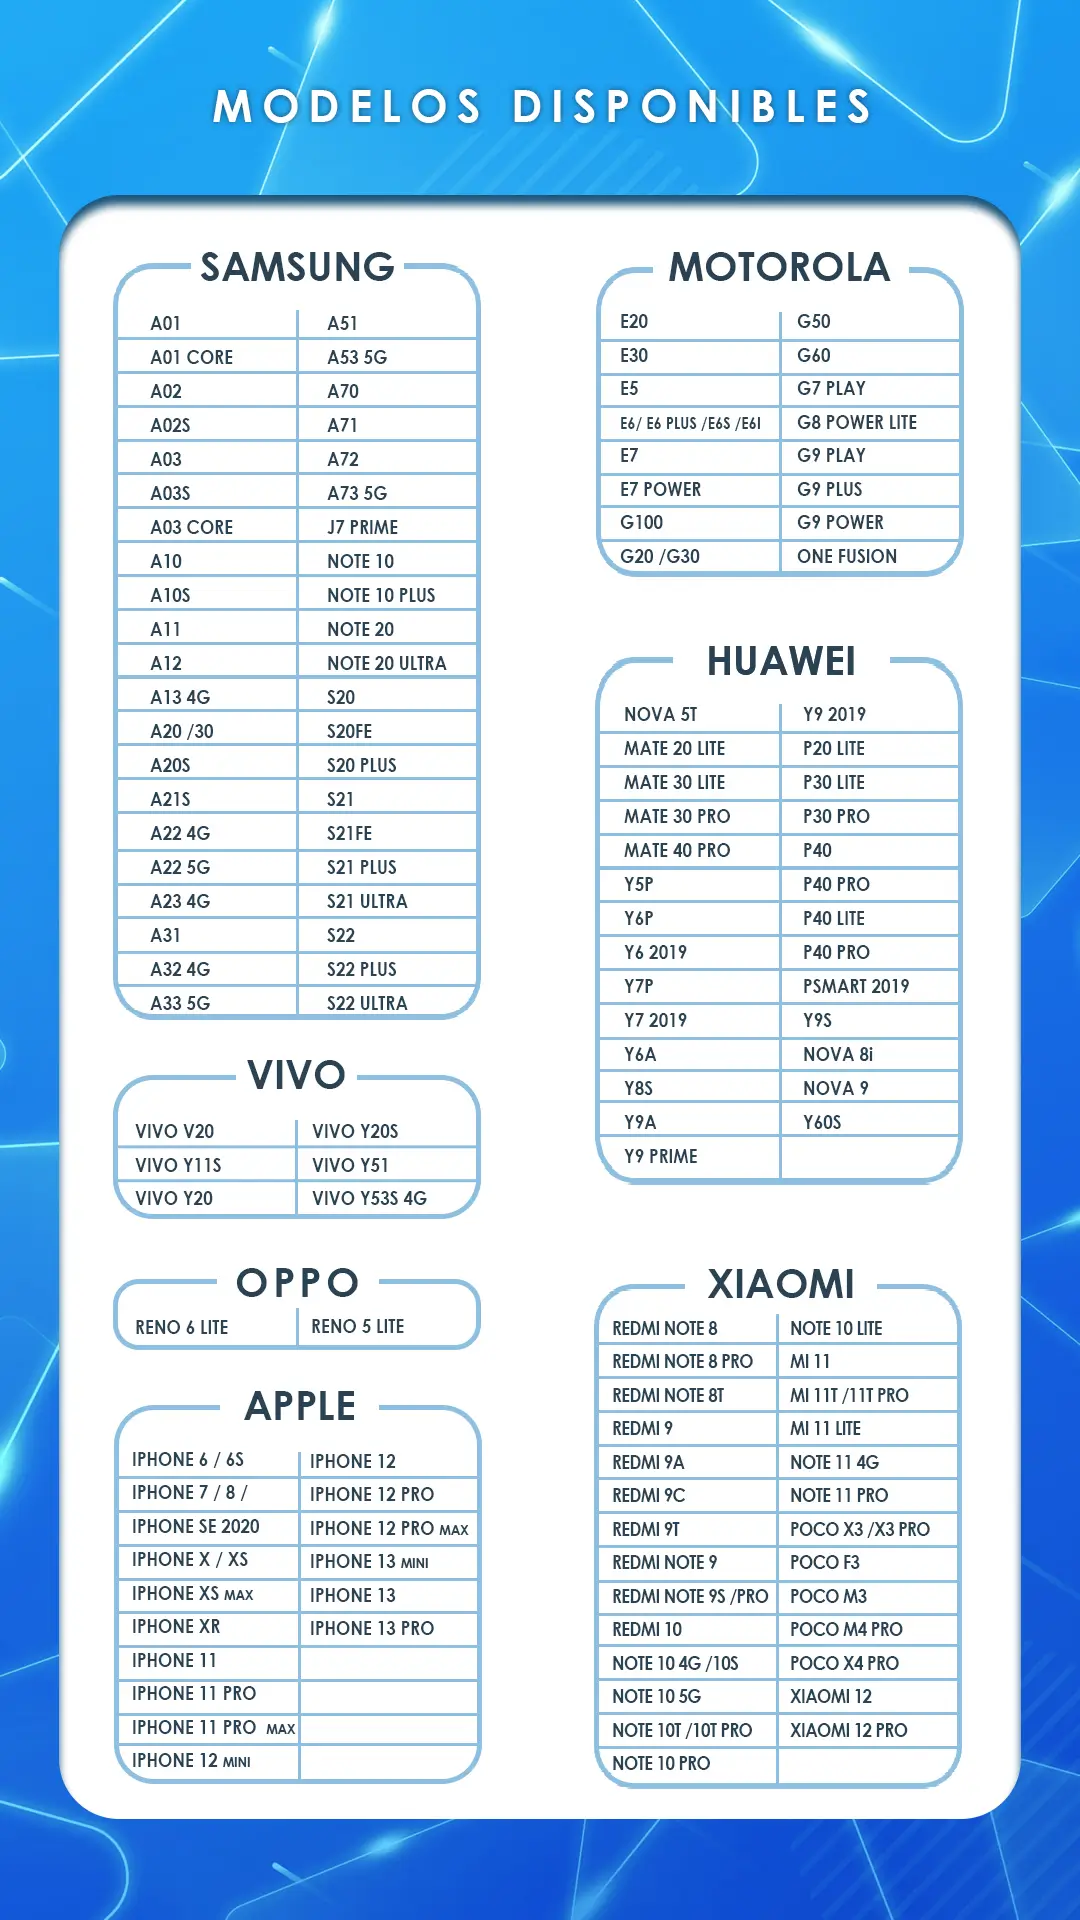 MODELOS DISPONIBLES
SAMSUNG
A01 A51
A01 CORE A53 5G
A02 A70
A02S A71
A03 A72
A03S A73 5G
A03 CORE J7 PRIME
A10 NOTE 10
A10S NOTE 10 PLUS
A11 NOTE 20
A12 NOTE 20 ULTRA
A13 4G S20
A20 /30 S20FE
A20S S20 PLUS
A21S S21
A22 4G S21FE
A22 5G S21 PLUS
A23 4G S21 ULTRA
A31 S22
A32 4G S22 PLUS
A33 5G S22 ULTRA
VIVO
VIVO V20 VIVO Y20S
VIVO Y11S VIVO Y51
VIVO Y20 VIVO Y53S 4G
OPPO
RENO 6 LITE RENO 5 LITE
APPLE
IPHONE 6 / 6S IPHONE 12
IPHONE 7 / 8 / IPHONE 12 PRO
IPHONE SE 2020 IPHONE 12 PRO MAX
IPHONE X / XS IPHONE 13 MINI
IPHONE XS MAX IPHONE 13
IPHONE XR IPHONE 13 PRO
IPHONE 11
IPHONE 11 PRO
IPHONE 11 PRO MAX
IPHONE 12 MINI
MOTOROLA
E20 G50
E30 G60
E5 G7 PLAY
E6/ E6 PLUS /E6S /E6I G8 POWER LITE
E7 G9 PLAY
E7 POWER G9 PLUS
G100 G9 POWER
G20 /G30 ONE FUSION
HUAWEI
NOVA 5T Y9 2019
MATE 20 LITE P20 LITE
MATE 30 LITE P30 LITE
MATE 30 PRO P30 PRO
MATE 40 PRO P40
Y5P P40 PRO
Y6P P40 LITE
Y6 2019 P40 PRO
Y7P PSMART 2019
Y7 2019 Y9S
Y6A NOVA 8i
Y8S NOVA 9
Y9A Y60S
Y9 PRIME
XIAOMI
REDMI NOTE 8 NOTE 10 LITE
REDMI NOTE 8 PRO MI 11
REDMI NOTE 8T MI 11T /11T PRO
REDMI 9 MI 11 LITE
REDMI 9A NOTE 11 4G
REDMI 9C NOTE 11 PRO
REDMI 9T POCO X3 /X3 PRO
REDMI NOTE 9 POCO F3
REDMI NOTE 9S /PRO POCO M3
REDMI 10 POCO M4 PRO
NOTE 10 4G /10S POCO X4 PRO
NOTE 10 5G XIAOMI 12
NOTE 10T /10T PRO XIAOMI 12 PRO
NOTE 10 PRO